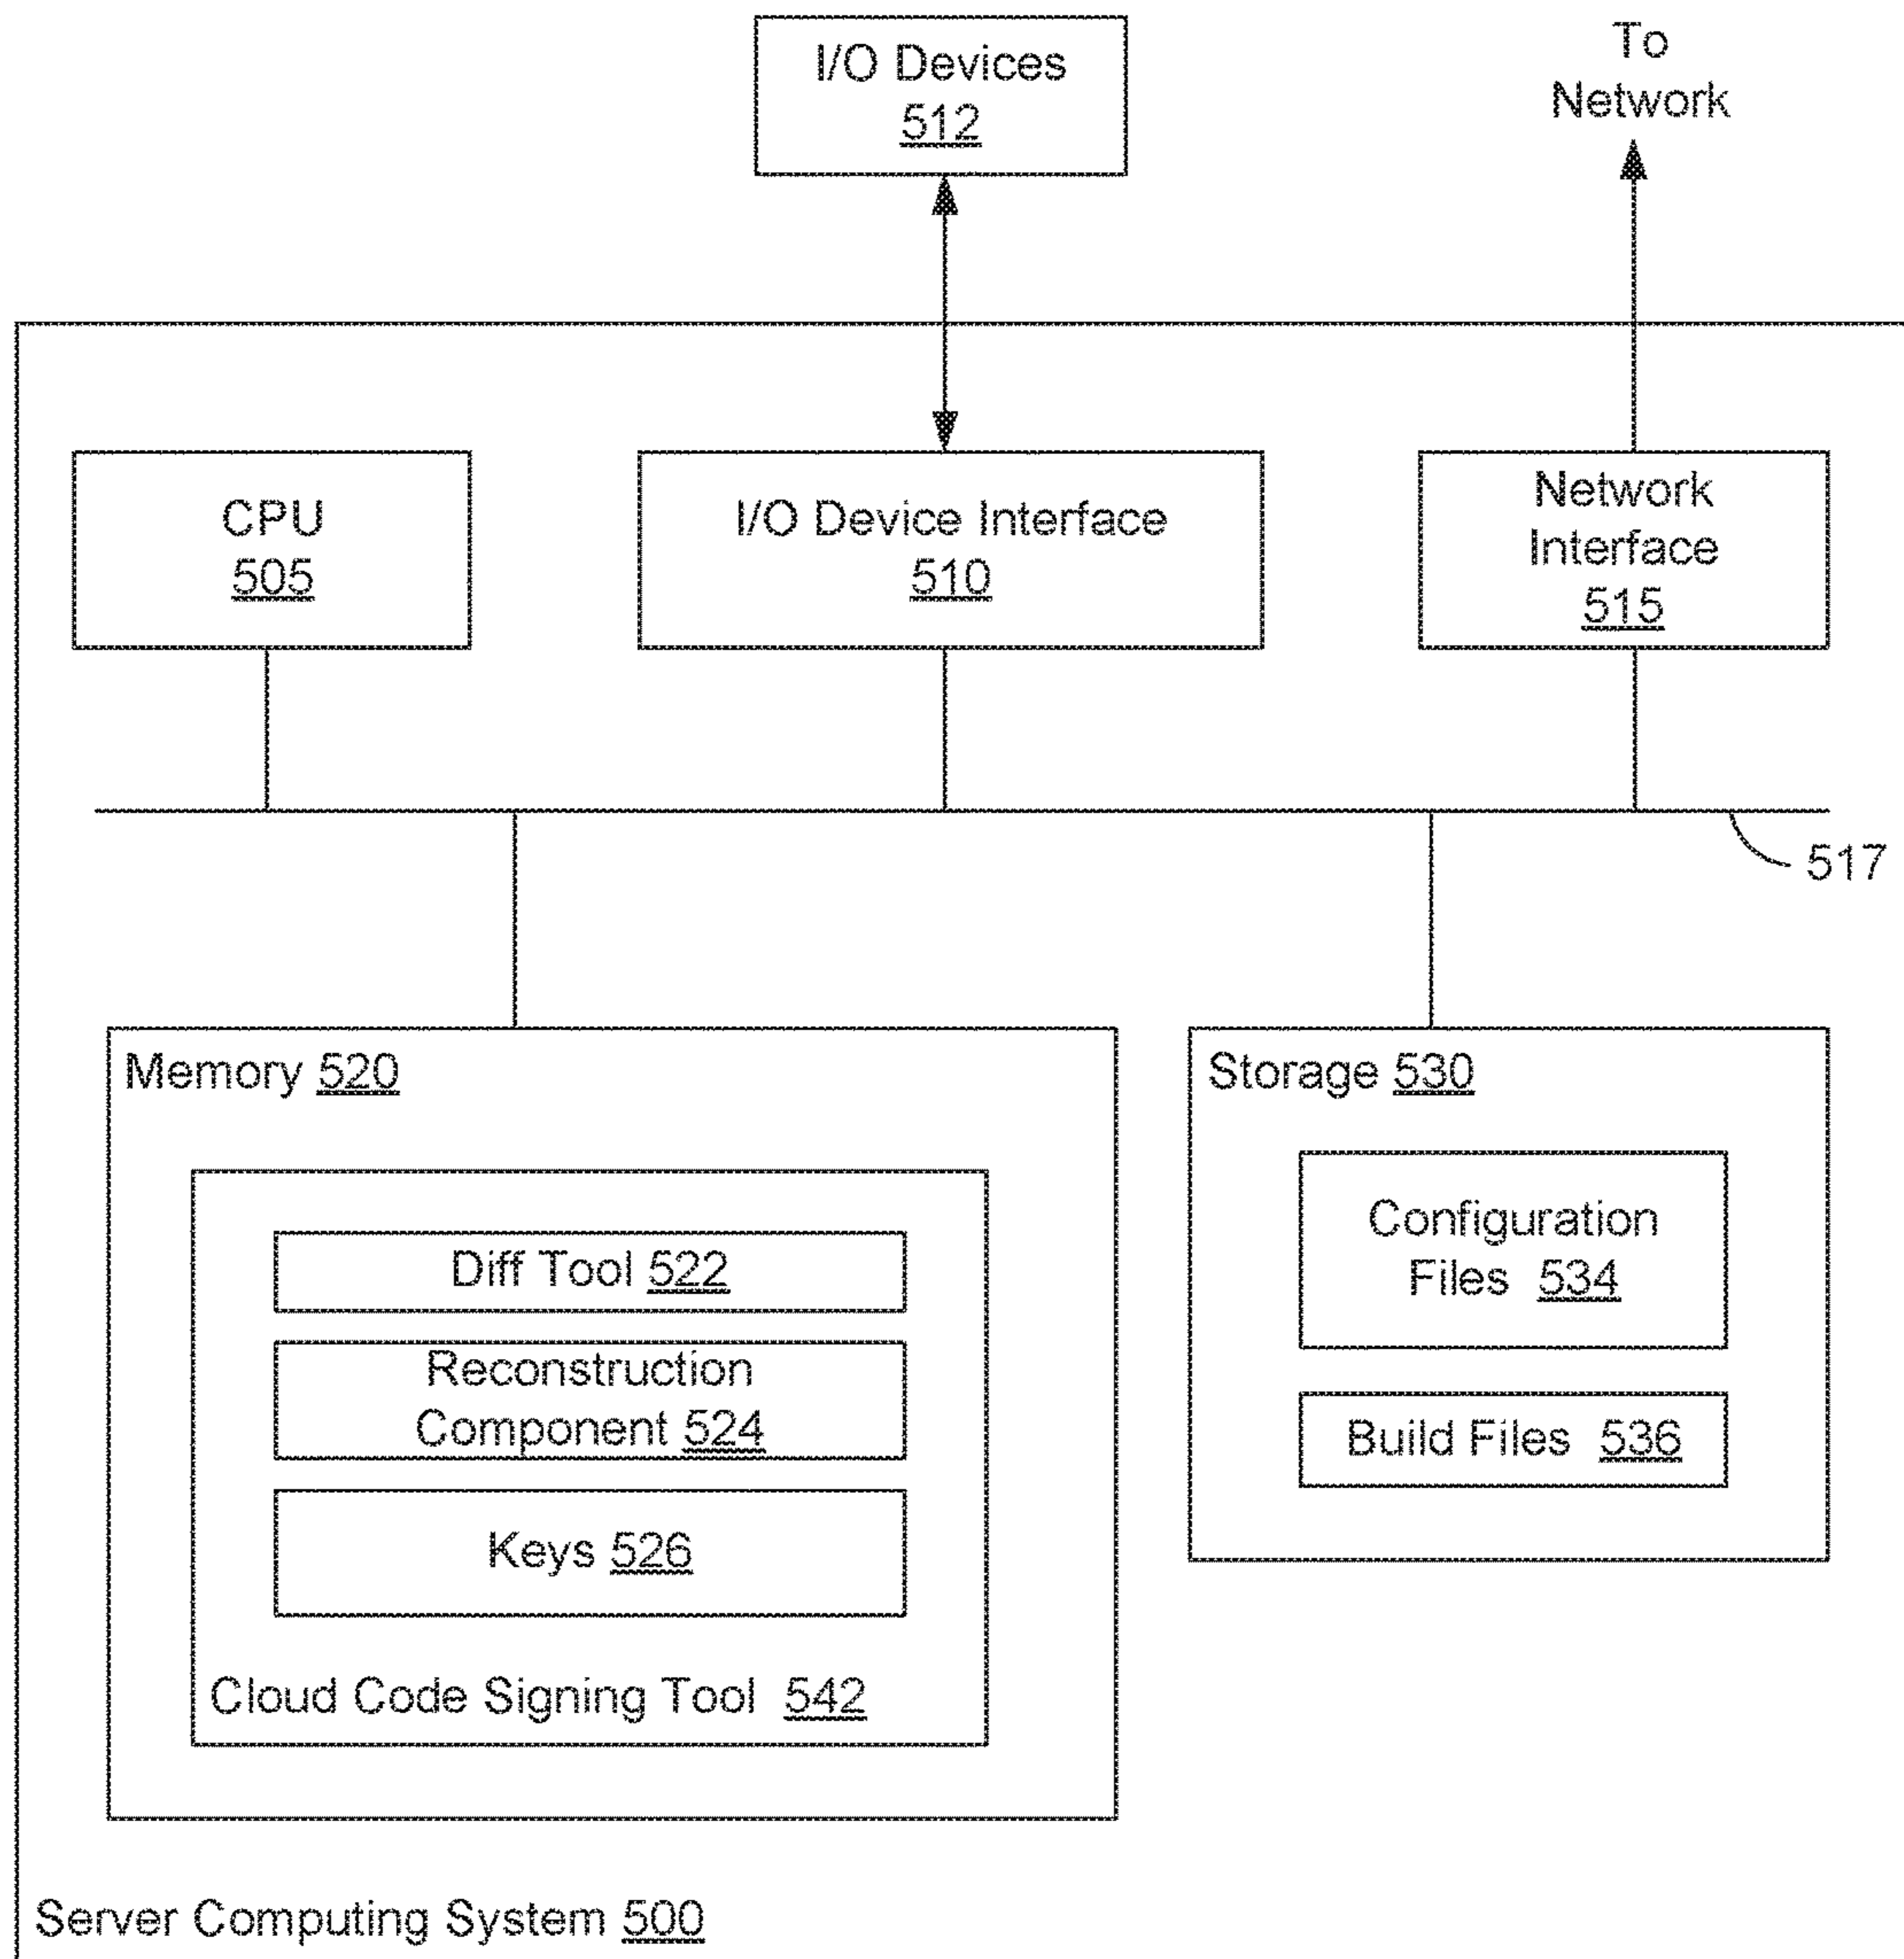 I/O Devices
512
To
Network
CPU
505
I/O Device Interface
510
Network
Interface
515
517
Memory 520
Storage 530
Diff Tool 522
Reconstruction
Component 524
Keys 526
Cloud Code Signing Tool 542
Configuration
Files 534
Build Files 536
Server Computing System 500